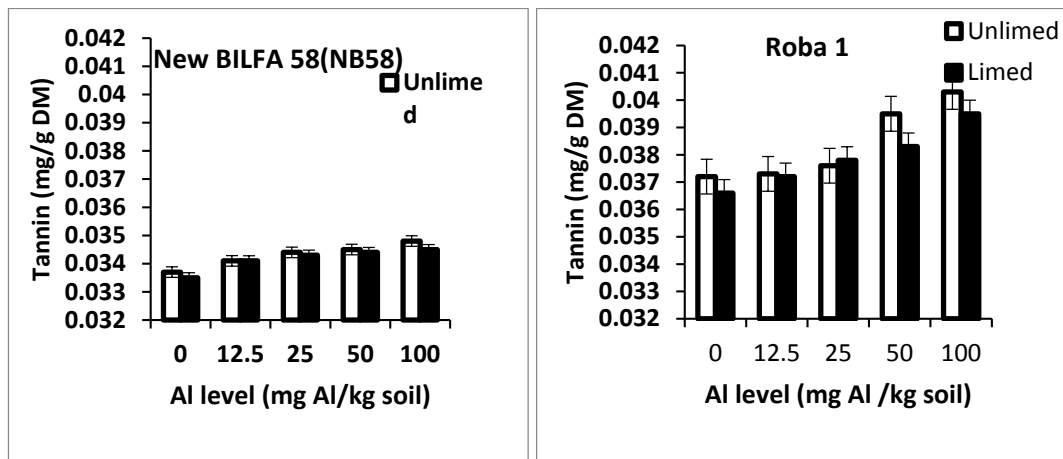 0.042
0.041
0.04
0.039
0.038
0.037
0.036
0.035
0.034
0.033
0.032
Tannin (mg/g DM)
New BILFA 58(NB58)
Unlime
d
0 12.5 25 50 100
Al level (mg Al/kg soil)
0.042
0.041
0.04
0.039
0.038
0.037
0.036
0.035
0.034
0.033
0.032
Tannin (mg/g DM)
Roba 1
Unlimed
Limed
0 12.5 25 50 100
Al level (mg Al /kg soil)